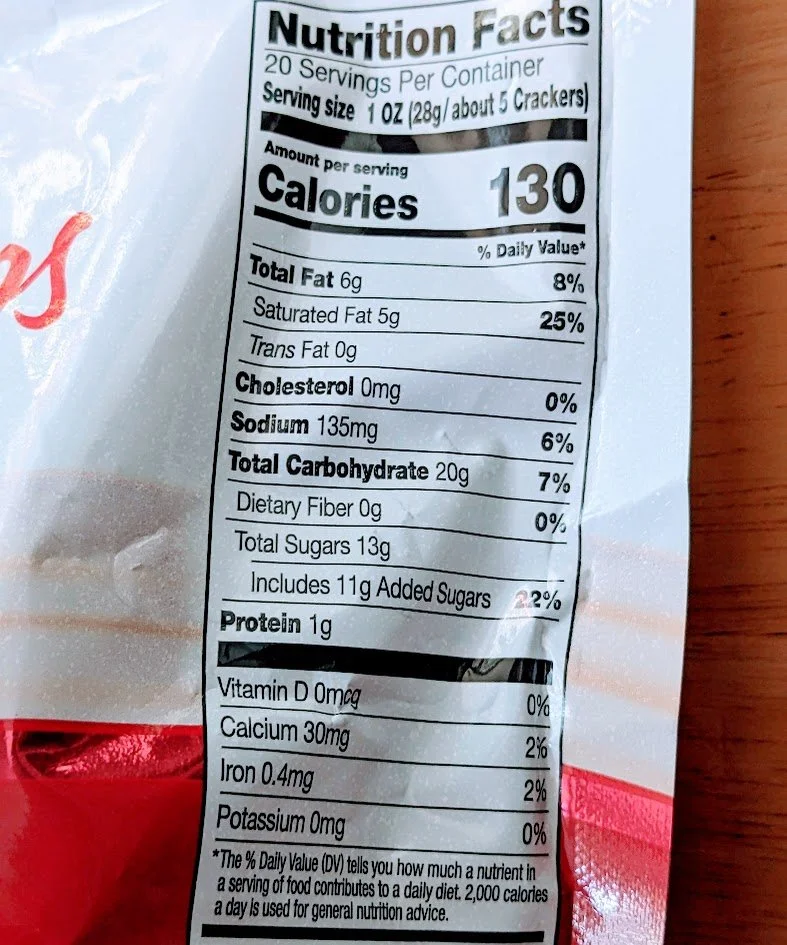 Nutrition Facts
20 Servings Per Container
Serving size 1 OZ (28g/about 5 Crackers)
Amount per serving
Calories 130
% Daily Value*
Total Fat 6g 8%
Saturated Fat 5g 25%
Trans Fat 0g
Cholesterol 0mg 0%
Sodium 135mg 6%
Total Carbohydrate 20g 7%
Dietary Fiber 0g 0%
Total Sugars 13g
Includes 11g Added Sugars 22%
Protein 1g
Vitamin D 0mcg 0%
Calcium 30mg 2%
Iron 0.4mg 2%
Potassium 0mg 0%
*The % Daily Value (DV) tells you how much a nutrient in
a serving of food contributes to a daily diet. 2,000 calories
a day is used for general nutrition advice.